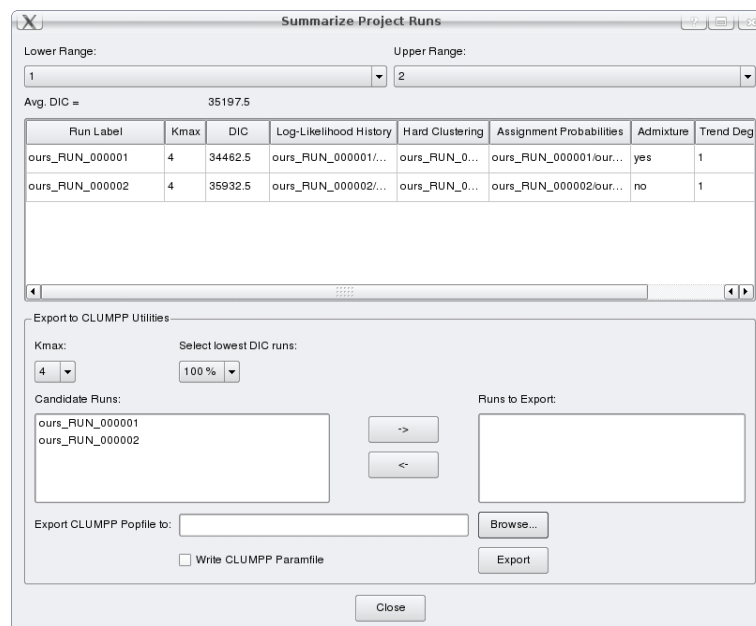 Summarize Project Runs
Lower Range: Upper Range:
1 2
Avg. DIC = 35197.5
Run Label Kmax DIC Log-Likelihood History Hard Clustering Assignment Probabilities Admixture Trend Deg
ours_RUN_000001 4 34462.5 ours_RUN_000001/... ours_RUN_0... ours_RUN_000001/our... yes 1
ours_RUN_000002 4 35932.5 ours_RUN_000002/... ours_RUN_0... ours_RUN_000002/our... no 1
Export to CLUMPP Utilities
Kmax: Select lowest DIC runs:
4 100 %
Candidate Runs: Runs to Export:
ours_RUN_000001
ours_RUN_000002
->
<-
Export CLUMPP Popfile to: Browse...
Write CLUMPP Paramfile Export
Close